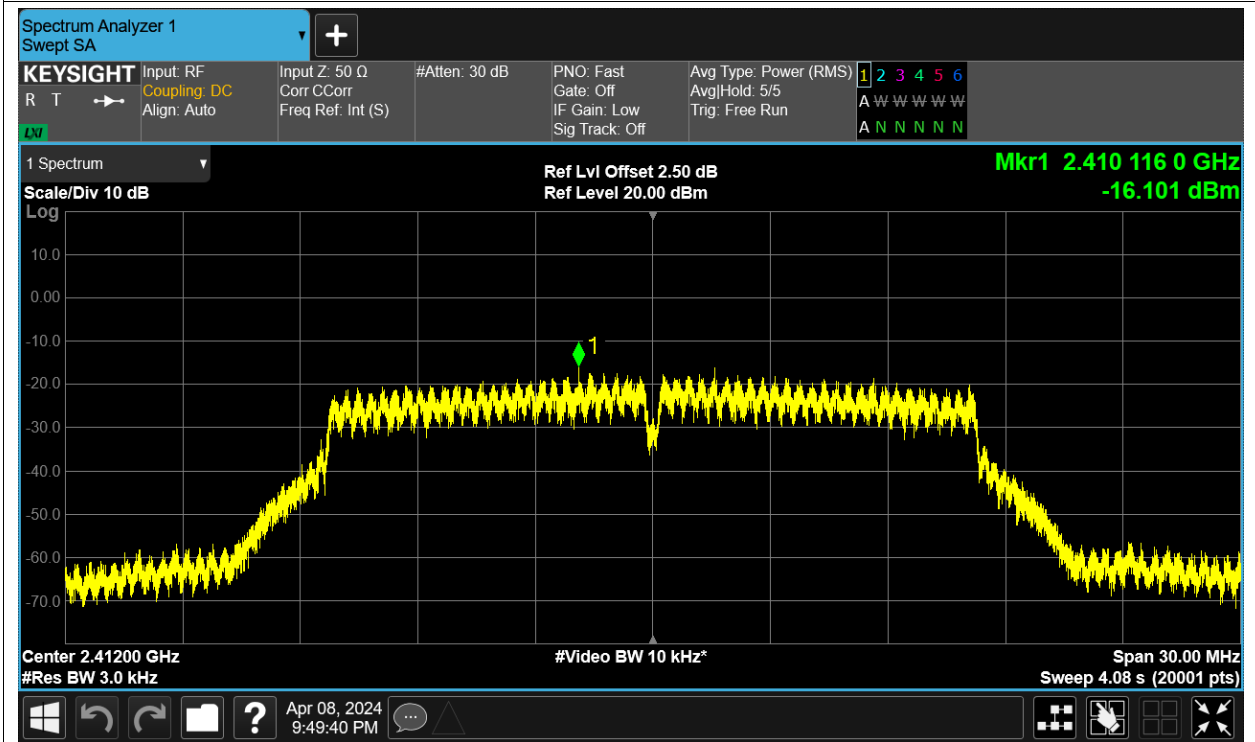 Spectrum Analyzer 1
Swept SA
KEYSIGHT
R T
LXI
Input: RF
Coupling: DC
Align: Auto
Input Z: 50 Ω
Corr CCorr
Freq Ref: Int (S)
#Atten: 30 dB
PNO: Fast
Gate: Off
IF Gain: Low
Sig Track: Off
Avg Type: Power (RMS)
Avg|Hold: 5/5
Trig: Free Run
1 2 3 4 5 6
A W W W W W
A N N N N N
1 Spectrum
Scale/Div 10 dB
Log
Ref Lvl Offset 2.50 dB
Ref Level 20.00 dBm
Mkr1 2.410 116 0 GHz
-16.101 dBm
10.0
0.00
-10.0
1
-20.0
-30.0
-40.0
-50.0
-60.0
-70.0
Center 2.41200 GHz
#Res BW 3.0 kHz
#Video BW 10 kHz*
Span 30.00 MHz
Sweep 4.08 s (20001 pts)
?
Apr 08, 2024
9:49:40 PM